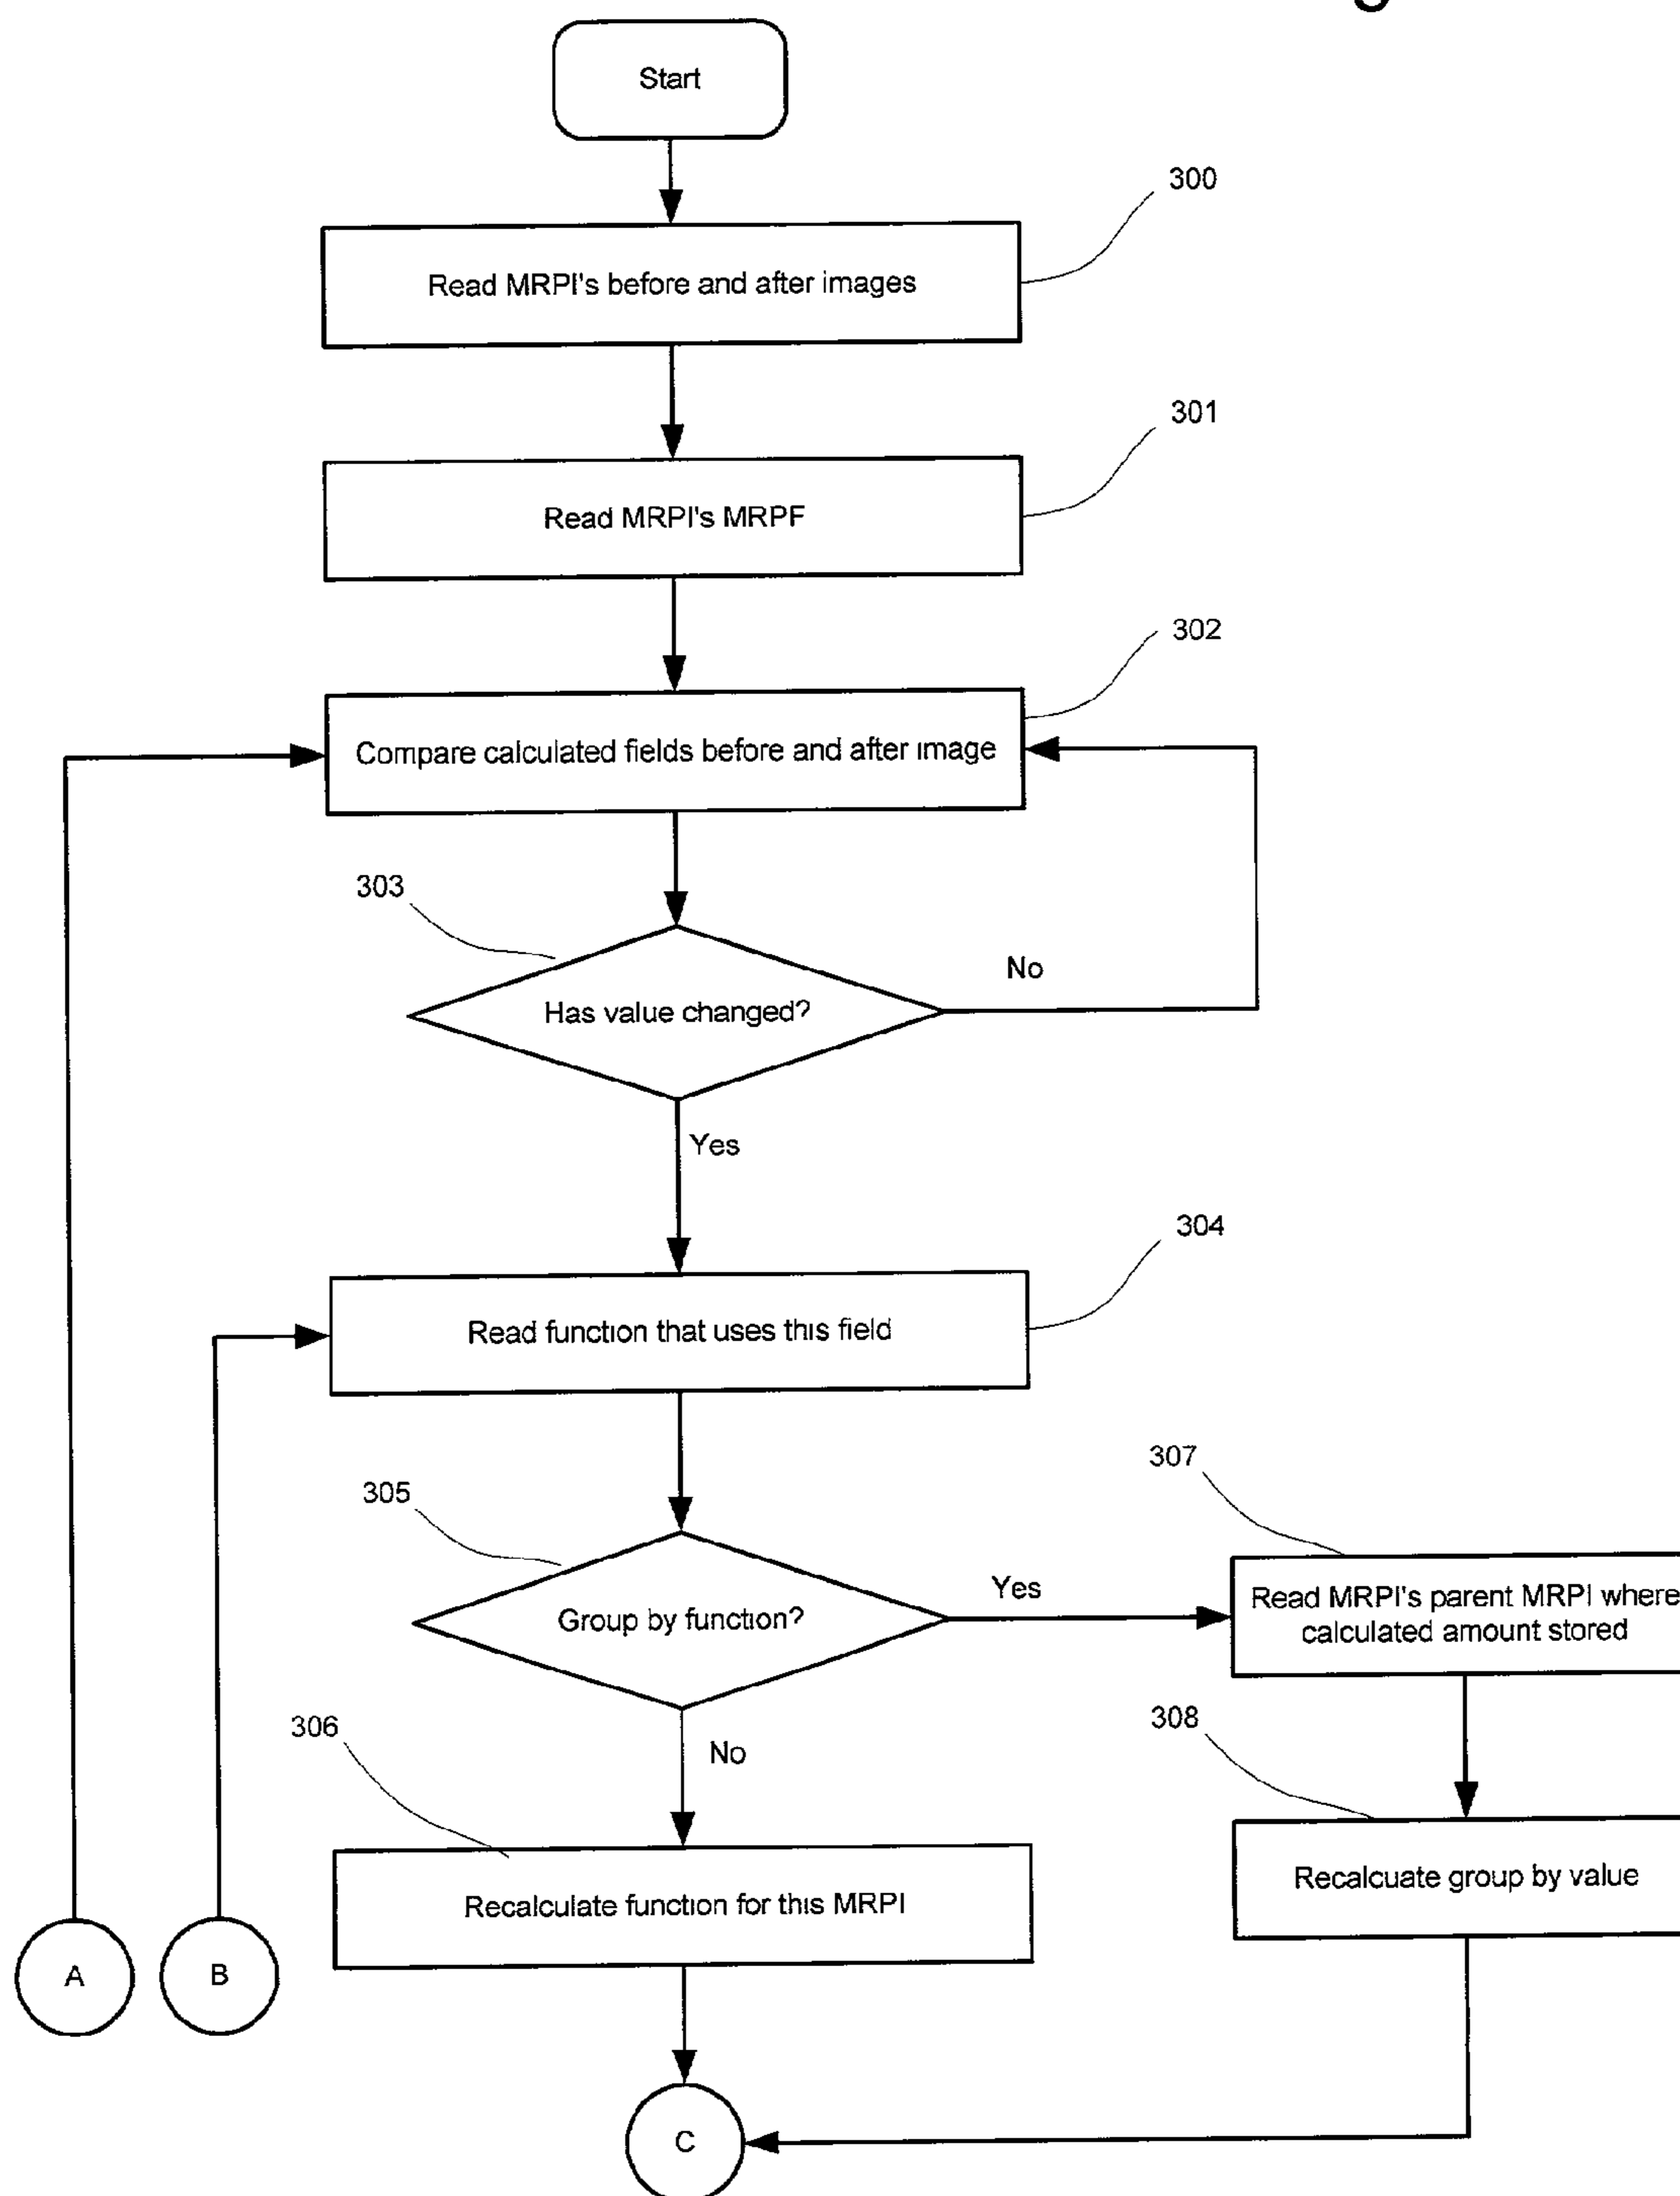 Start
300
Read MRPI's before and after images
301
Read MRPI's MRPF
302
Compare calculated fields before and after image
303
Has value changed?
No
Yes
304
Read function that uses this field
305
Group by function?
Yes
307
Read MRPI's parent MRPI where
calculated amount stored
306
No
308
Recalculate function for this MRPI
Recalcuate group by value
A
B
C